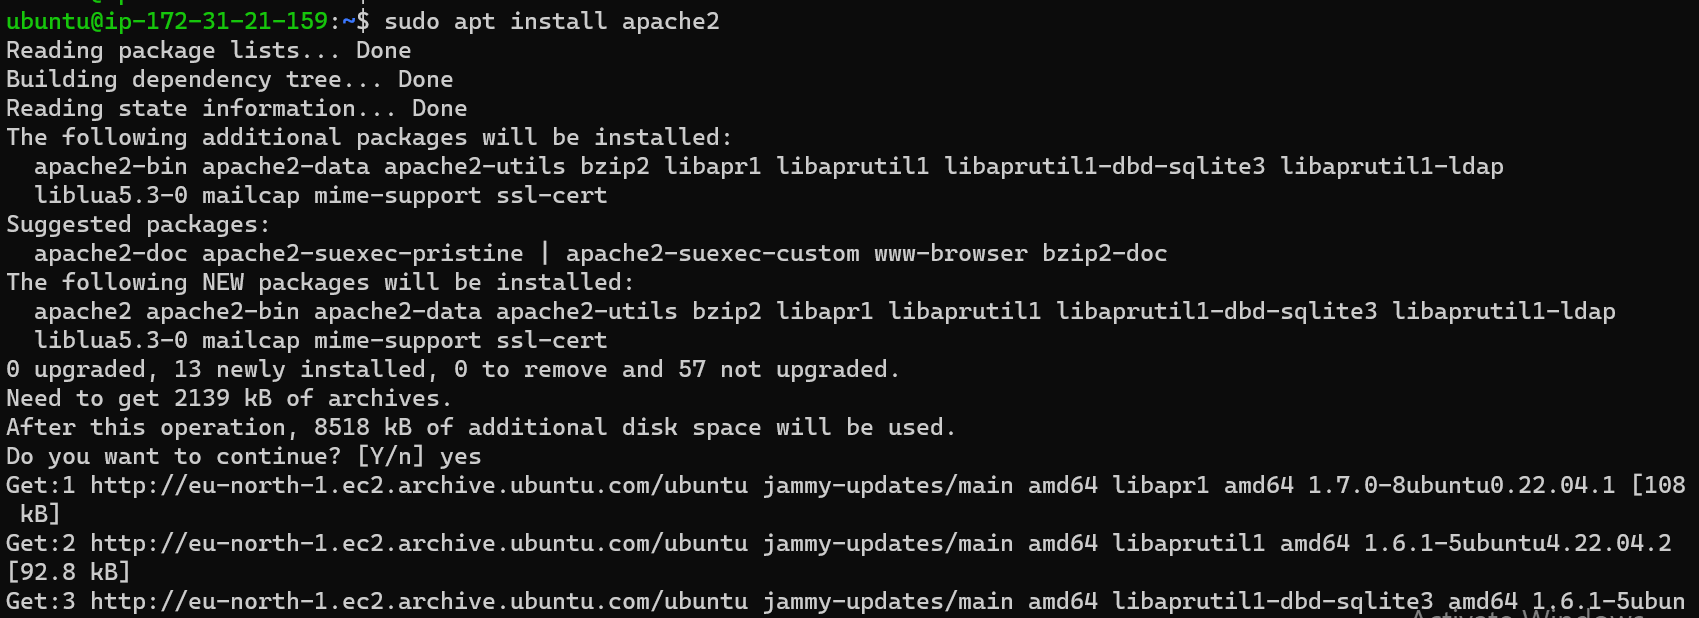 ubuntu@ip-172-31-21-159:~$ sudo apt install apache2
Reading package lists... Done
Building dependency tree... Done
Reading state information... Done
The following additional packages will be installed:
  apache2-bin apache2-data apache2-utils bzip2 libapr1 libaprutil1 libaprutil1-dbd-sqlite3 libaprutil1-ldap
  liblua5.3-0 mailcap mime-support ssl-cert
Suggested packages:
  apache2-doc apache2-suexec-pristine | apache2-suexec-custom www-browser bzip2-doc
The following NEW packages will be installed:
  apache2 apache2-bin apache2-data apache2-utils bzip2 libapr1 libaprutil1 libaprutil1-dbd-sqlite3 libaprutil1-ldap
  liblua5.3-0 mailcap mime-support ssl-cert
0 upgraded, 13 newly installed, 0 to remove and 57 not upgraded.
Need to get 2139 kB of archives.
After this operation, 8518 kB of additional disk space will be used.
Do you want to continue? [Y/n] yes
Get:1 http://eu-north-1.ec2.archive.ubuntu.com/ubuntu jammy-updates/main amd64 libapr1 amd64 1.7.0-8ubuntu0.22.04.1 [108
 kB]
Get:2 http://eu-north-1.ec2.archive.ubuntu.com/ubuntu jammy-updates/main amd64 libaprutil1 amd64 1.6.1-5ubuntu4.22.04.2
[92.8 kB]
Get:3 http://eu-north-1.ec2.archive.ubuntu.com/ubuntu jammy-updates/main amd64 libaprutil1-dbd-sqlite3 amd64 1.6.1-5ubun
Activate Windows